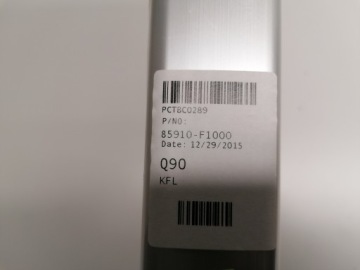 PCT8C0289
P/NO:
85910-F1000
Date: 12/29/2015
Q90
KFL